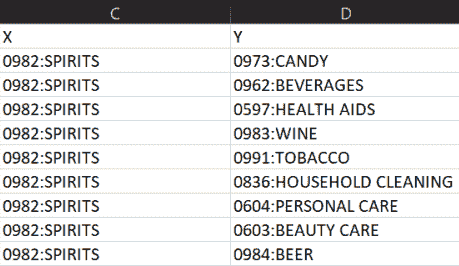 C D
X Y
0982:SPIRITS 0973:CANDY
0982:SPIRITS 0962:BEVERAGES
0982:SPIRITS 0597:HEALTH AIDS
0982:SPIRITS 0983:WINE
0982:SPIRITS 0991:TOBACCO
0982:SPIRITS 0836:HOUSEHOLD CLEANING
0982:SPIRITS 0604:PERSONAL CARE
0982:SPIRITS 0603:BEAUTY CARE
0982:SPIRITS 0984:BEER